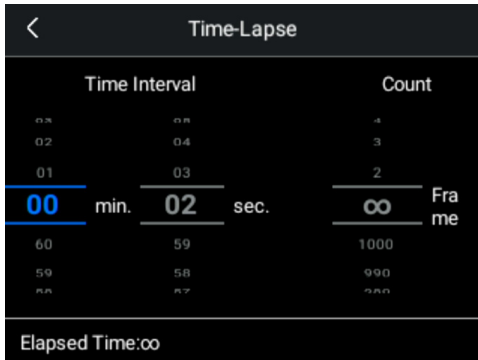 Time-Lapse
Time Interval Count
02 04 3
01 03 2
00 min. 02 sec. ∞ Fra
me
60 59 1000
59 58 990
Elapsed Time:∞